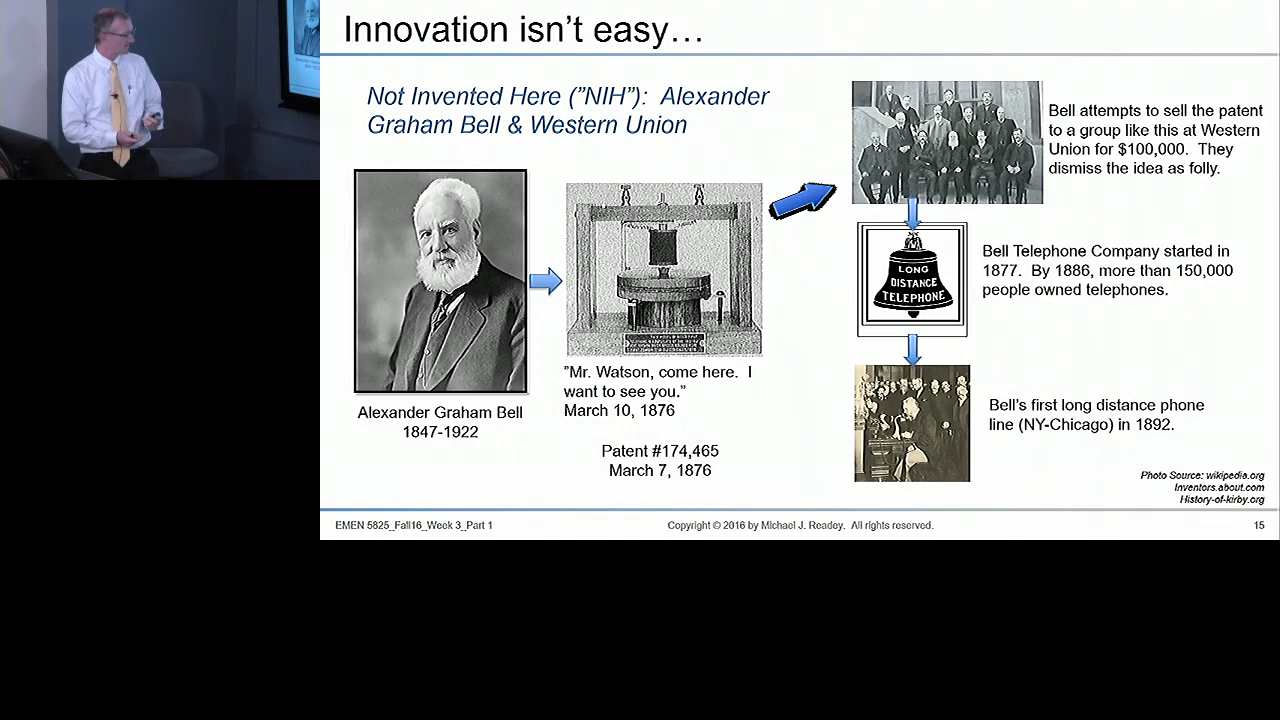 Innovation isn’t easy…
Not Invented Here (”NIH”): Alexander
Graham Bell & Western Union
Alexander Graham Bell
1847-1922
”Mr. Watson, come here. I
want to see you.”
March 10, 1876
Patent #174,465
March 7, 1876
Bell attempts to sell the patent
to a group like this at Western
Union for $100,000. They
dismiss the idea as folly.
LONG
DISTANCE
TELEPHONE
Bell Telephone Company started in
1877. By 1886, more than 150,000
people owned telephones.
Bell’s first long distance phone
line (NY-Chicago) in 1892.
Photo Source: wikipedia.org
Inventors.about.com
History-of-kirby.org
EMEN 5825_Fall16_Week 3_Part 1
Copyright © 2016 by Michael J. Readey. All rights reserved.
15